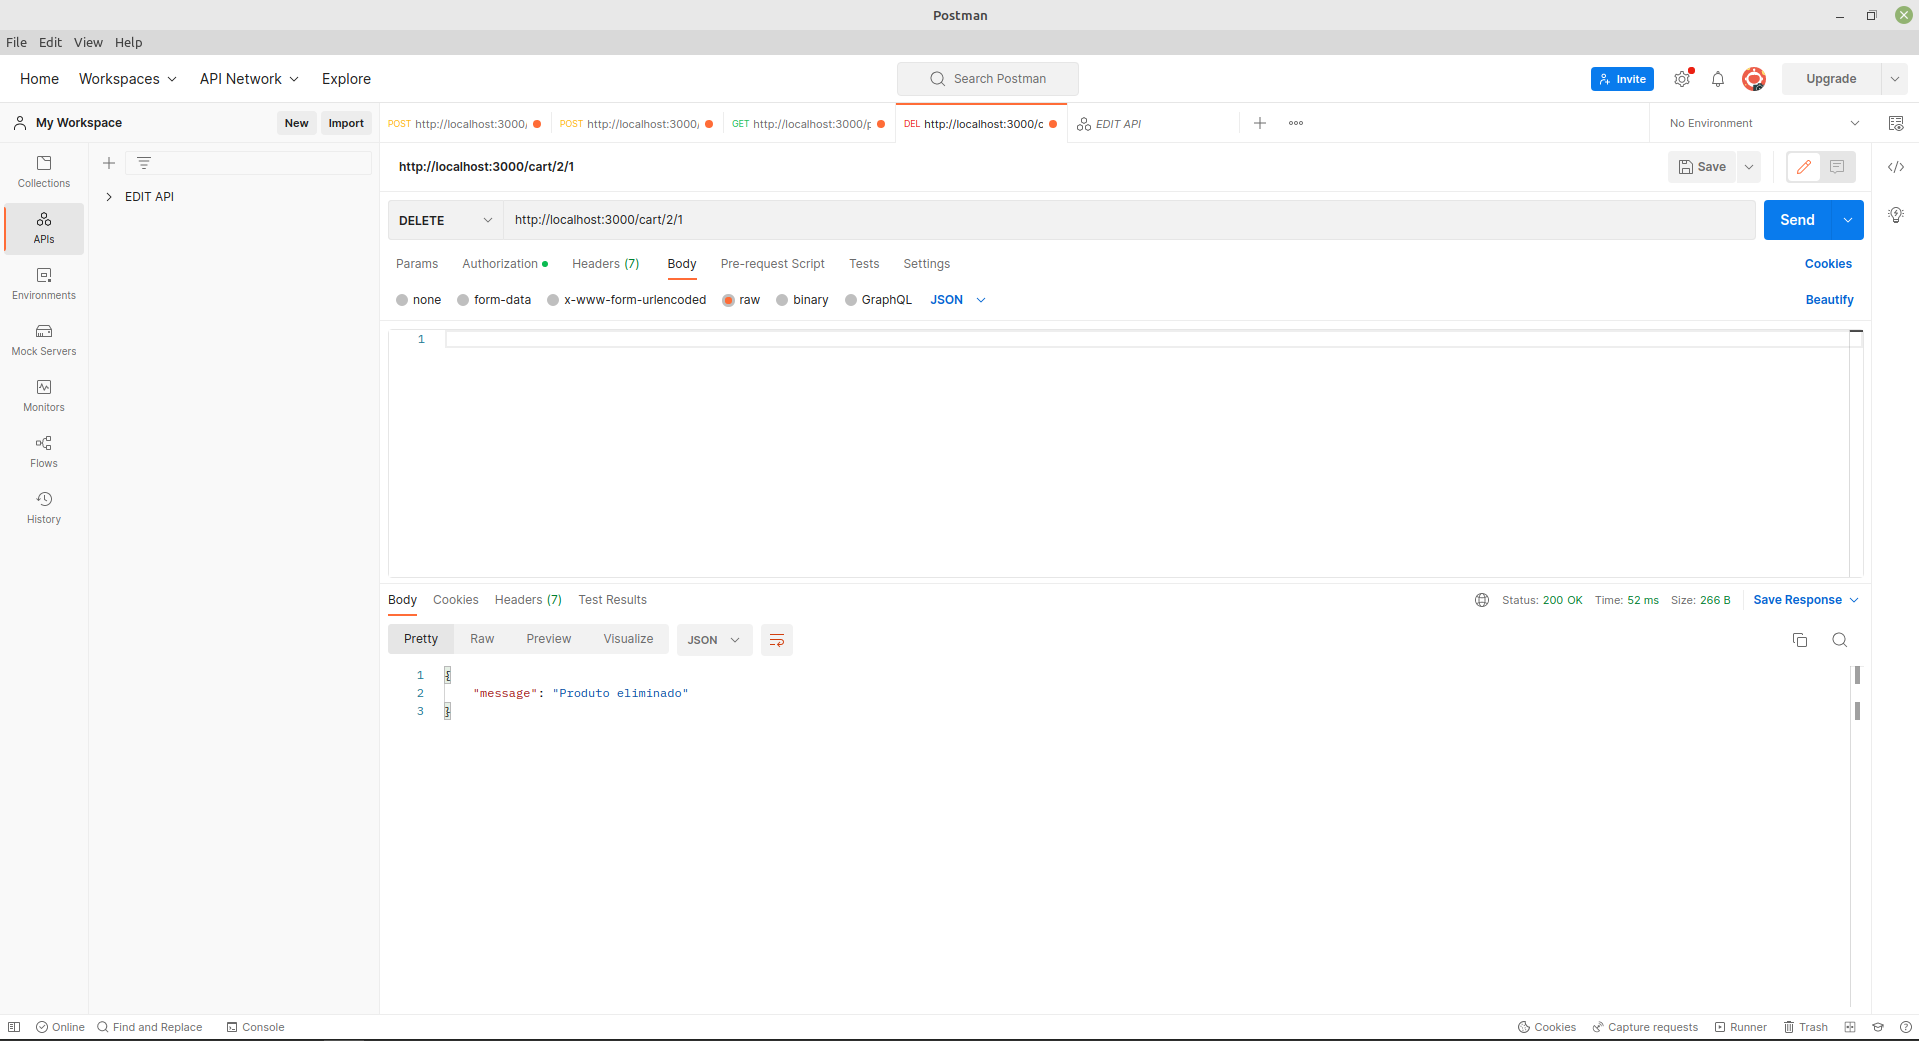 Postman
File Edit View Help
Home Workspaces API Network Explore Search Postman Invite Upgrade
My Workspace New Import POST http://localhost:3000/ POST http://localhost:3000/ GET http://localhost:3000/p DEL http://localhost:3000/c EDIT API No Environment
Collections
APIs
Environments
Mock Servers
Monitors
Flows
History
EDIT API
http://localhost:3000/cart/2/1 Save
DELETE http://localhost:3000/cart/2/1 Send
Params Authorization Headers (7) Body Pre-request Script Tests Settings Cookies
none form-data x-www-form-urlencoded raw binary GraphQL JSON Beautify
1
Body Cookies Headers (7) Test Results Status: 200 OK Time: 52 ms Size: 266 B Save Response
Pretty Raw Preview Visualize JSON
1 {
2 "message": "Produto eliminado"
3 }
Online Find and Replace Console Cookies Capture requests Runner Trash